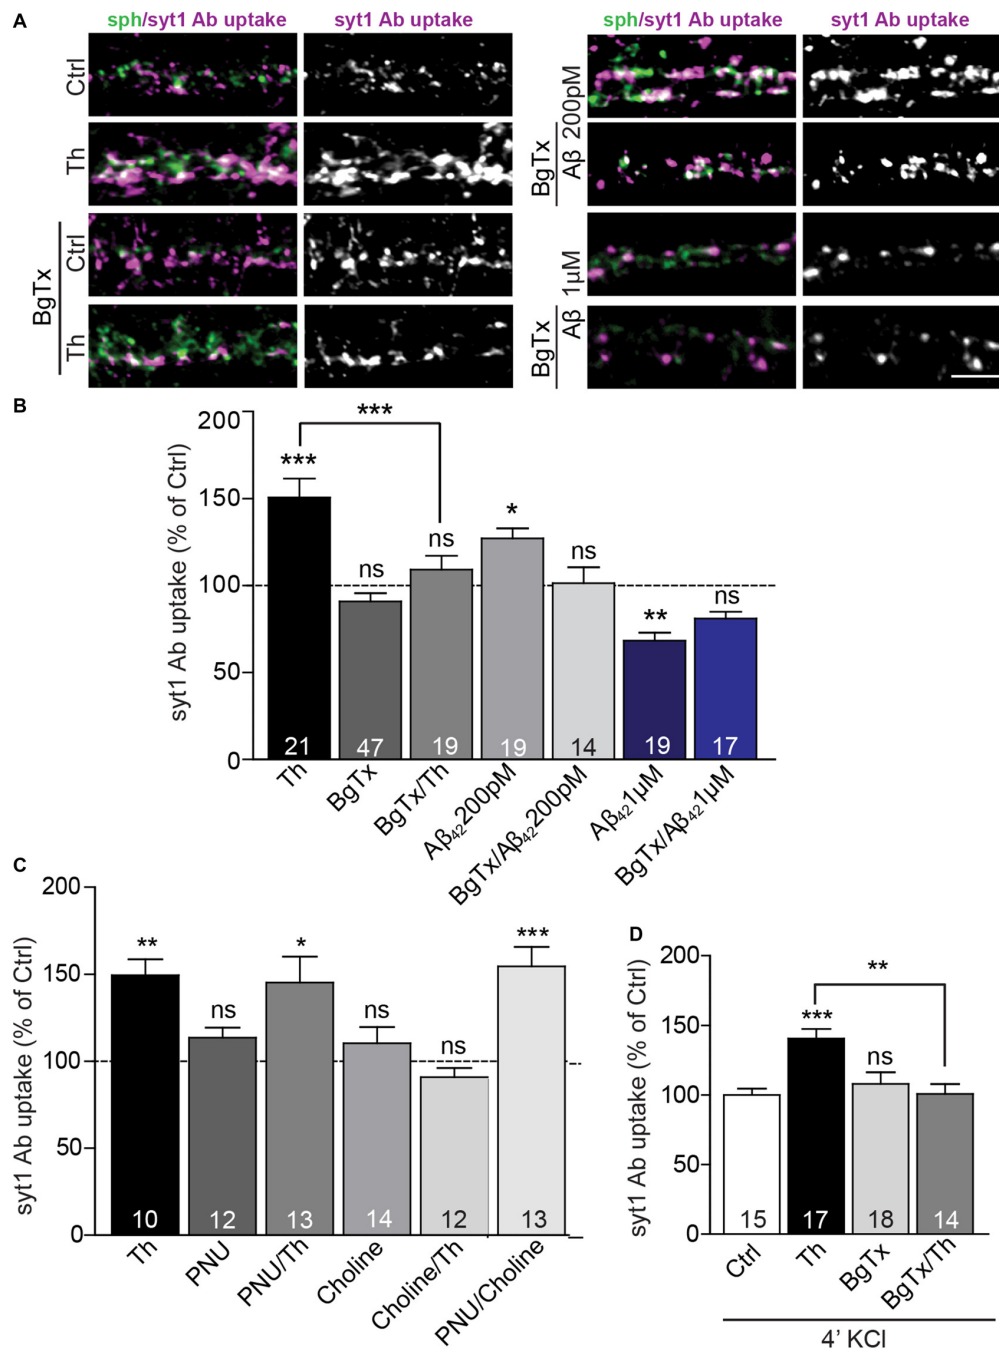 A
sph/syt1 Ab uptake
syt1 Ab uptake
sph/syt1 Ab uptake
syt1 Ab uptake
Ctrl
Th
BgTx
Ctrl
Th
Aβ 200pM
BgTx
Aβ 1µM
BgTx
B
syt1 Ab uptake (% of Ctrl)
200
150
100
50
0
***
***
ns
ns
*
ns
**
ns
21
47
19
19
14
19
17
Th
BgTx
BgTx/Th
Aβ₄₂200pM
BgTx/Aβ₄₂200pM
Aβ₄₂1µM
BgTx/Aβ₄₂1µM
C
syt1 Ab uptake (% of Ctrl)
200
150
100
50
0
**
ns
*
ns
ns
***
10
12
13
14
12
13
Th
PNU
PNU/Th
Choline
Choline/Th
PNU/Choline
D
syt1 Ab uptake (% of Ctrl)
200
150
100
50
0
**
***
ns
15
17
18
14
Ctrl
Th
BgTx
BgTx/Th
4' KCl